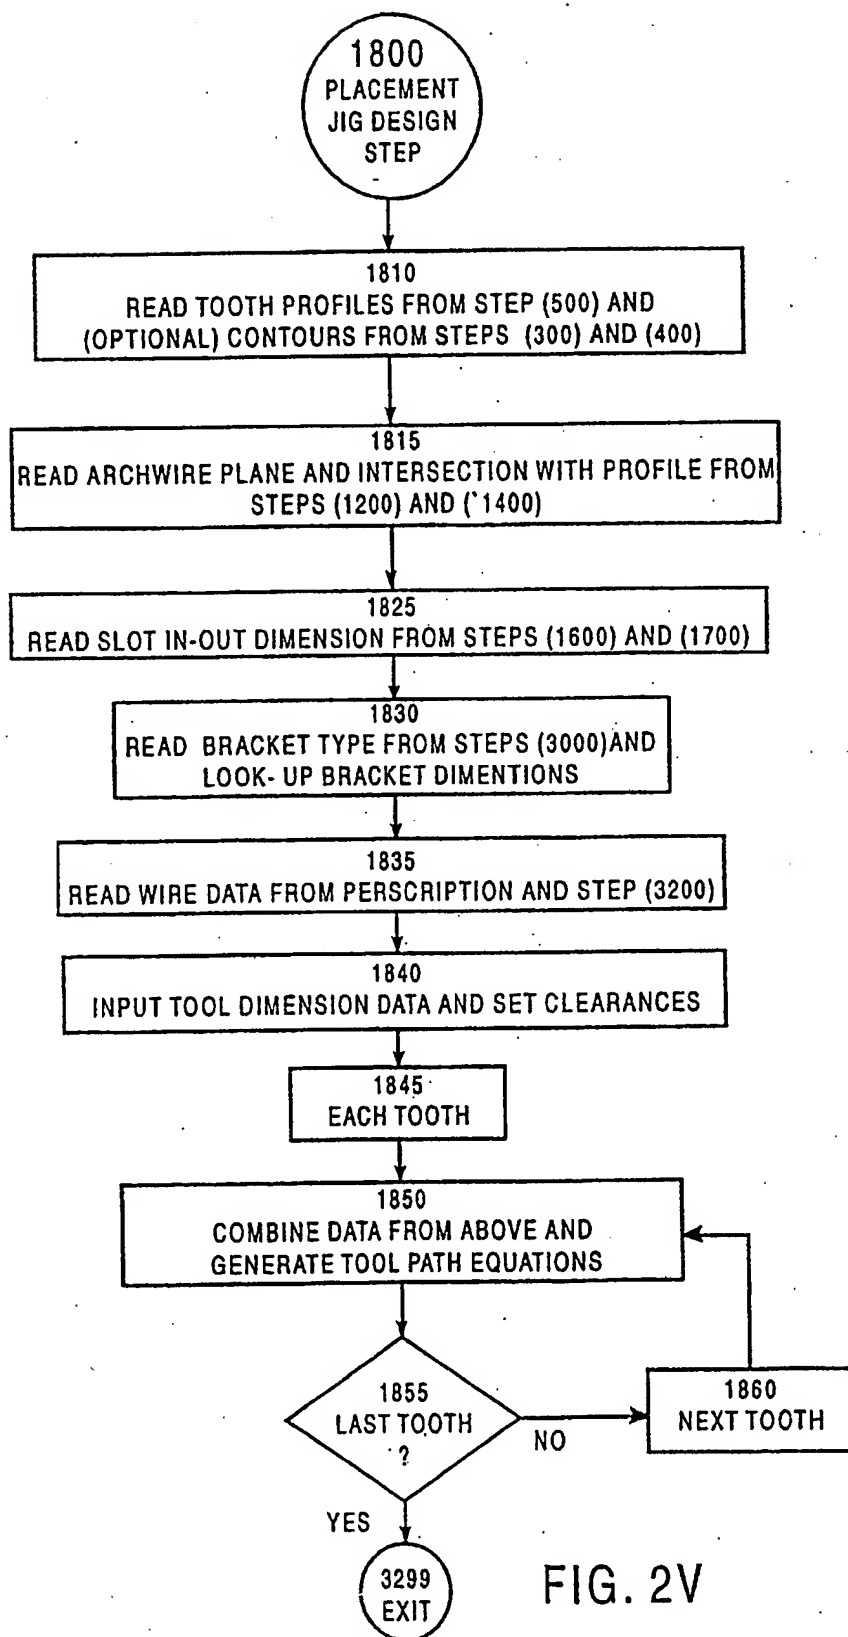 1800
PLACEMENT
JIG DESIGN
STEP
1810
READ TOOTH PROFILES FROM STEP (500) AND
(OPTIONAL) CONTOURS FROM STEPS (300) AND (400)
1815
READ ARCHWIRE PLANE AND INTERSECTION WITH PROFILE FROM
STEPS (1200) AND (`1400)
1825
READ SLOT IN-OUT DIMENSION FROM STEPS (1600) AND (1700)
1830
READ BRACKET TYPE FROM STEPS (3000)AND
LOOK- UP BRACKET DIMENTIONS
1835
READ WIRE DATA FROM PERSCRIPTION AND STEP (3200)
1840
INPUT TOOL DIMENSION DATA AND SET CLEARANCES
1845
EACH TOOTH
1850
COMBINE DATA FROM ABOVE AND
GENERATE TOOL PATH EQUATIONS
1855
LAST TOOTH
?
NO
1860
NEXT TOOTH
YES
3299
EXIT
FIG. 2V